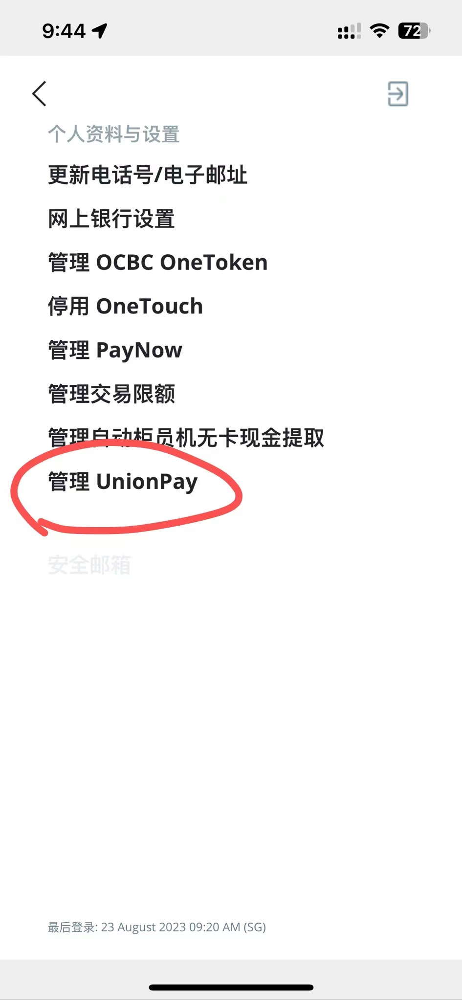 9:44
72
个人资料与设置
更新电话号/电子邮址
网上银行设置
管理 OCBC OneToken
停用 OneTouch
管理 PayNow
管理交易限额
管理自动柜员机无卡现金提取
管理 UnionPay
安全邮箱
最后登录: 23 August 2023 09:20 AM (SG)